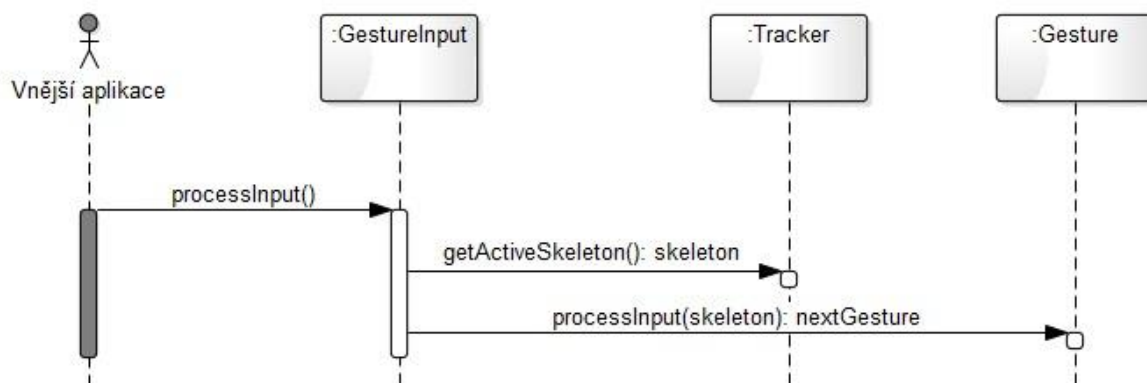 :GestureInput
:Tracker
:Gesture
Vnější aplikace
processInput()
getActiveSkeleton(): skeleton
processInput(skeleton): nextGesture